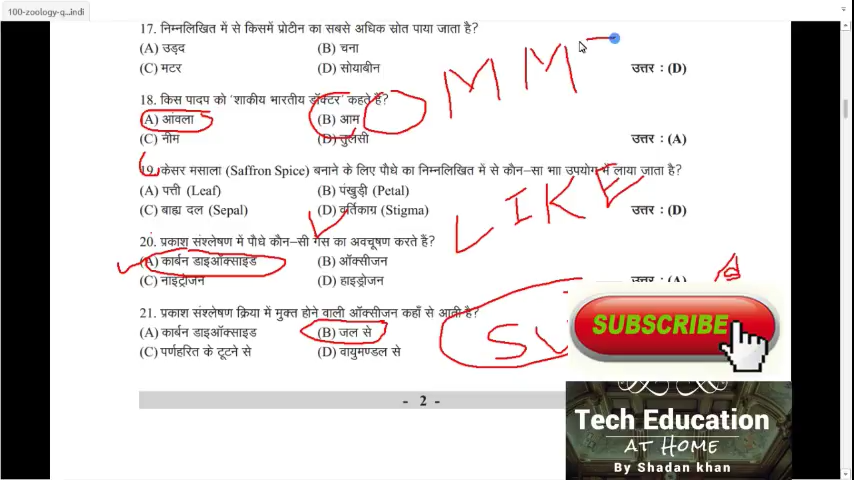 100-zoology-q...indi
17. निम्नलिखित में से किसमें प्रोटीन का सबसे अधिक स्रोत पाया जाता है?
(A) उड़द (B) चना
(C) मटर (D) सोयाबीन उत्तर : (D)
18. किस पादप को 'शाकीय भारतीय डॉक्टर' कहते हैं?
(A) आंवला (B) आम
(C) नीम (D) तुलसी उत्तर : (A)
19. केसर मसाला (Saffron Spice) बनाने के लिए पौधे का निम्नलिखित में से कौन-सा भाग उपयोग में लाया जाता है?
(A) पत्ती (Leaf) (B) पंखुड़ी (Petal)
(C) बाह्य दल (Sepal) (D) वर्तिकाग्र (Stigma) उत्तर : (D)
20. प्रकाश संश्लेषण में पौधे कौन-सी गैस का अवचूषण करते हैं?
(A) कार्बन डाइऑक्साइड (B) ऑक्सीजन
(C) नाइट्रोजन (D) हाइड्रोजन उत्तर : (A)
21. प्रकाश संश्लेषण क्रिया में मुक्त होने वाली ऑक्सीजन कहाँ से आती है?
(A) कार्बन डाइऑक्साइड (B) जल से
(C) पर्णहरित के टूटने से (D) वायुमण्डल से
- 2 -
COMM
LIKE
SU
SUBSCRIBE
Tech Education
AT HOME
By Shadan khan